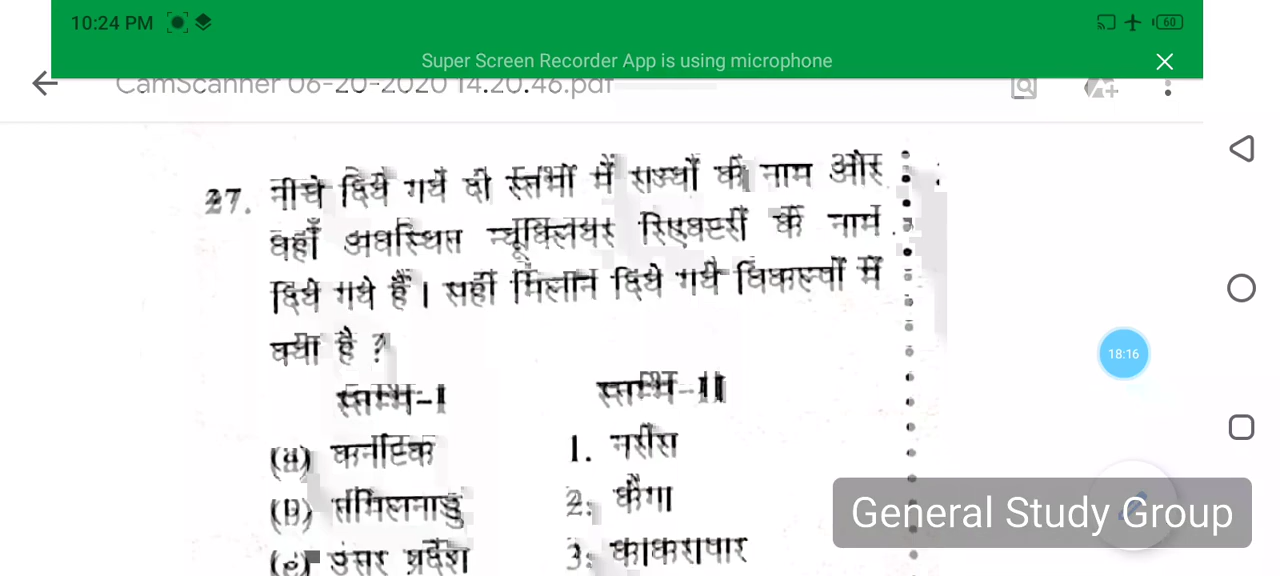 10:24 PM
60
Super Screen Recorder App is using microphone
CamScanner 06-20-2020 14.20.46.pdf
27. नीचे दिये गये दो स्तंभों में राज्यों के नाम और
वहाँ अवस्थित न्यूक्लियर रिएक्टरों के नाम
दिये गये हैं। सही मिलान दिये गये विकल्पों में
क्या है ?
स्तम्भ-I स्तम्भ-II
(a) कर्नाटक 1. नरौरा
(b) तमिलनाडु 2. कैगा
(c) उत्तर प्रदेश 3. काकरापार
18:16
General Study Group